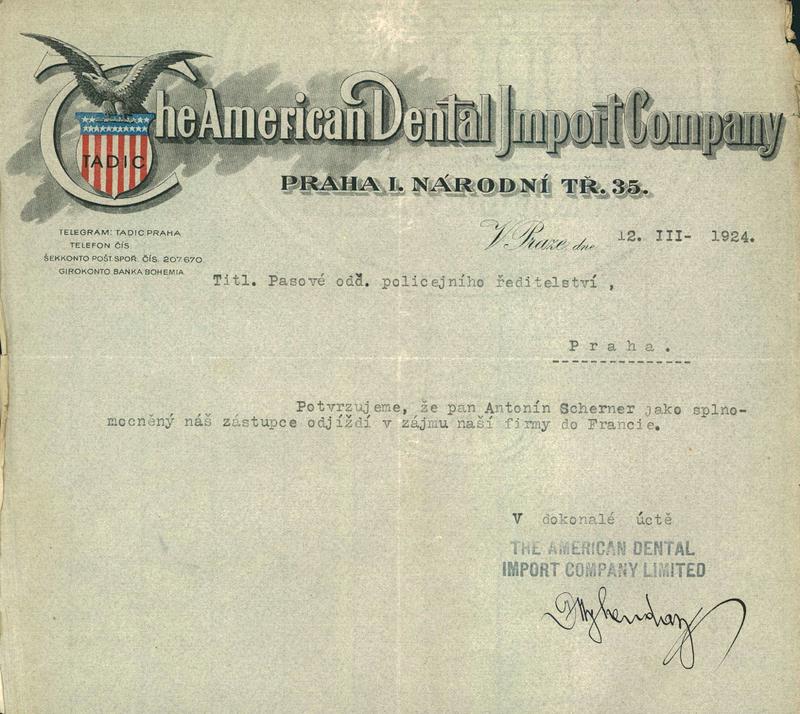 The American Dental Import Company
TADIC
PRAHA I. NÁRODNÍ TŘ. 35.
TELEGRAM: TADIC PRAHA
TELEFON ČÍS
ŠEKKONTO POŠT. SPOŘ. ČÍS. 207670
GIROKONTO BANKA BOHEMIA
V Praze, dne 12. III- 1924.
Titl. Pasové odd. policejního ředitelství ,
Praha.
Potvrzujeme, že pan Antonín Scherner jako splno-
mocněný náš zástupce odjíždí v zájmu naší firmy do Francie.
V dokonalé úctě
THE AMERICAN DENTAL
IMPORT COMPANY LIMITED